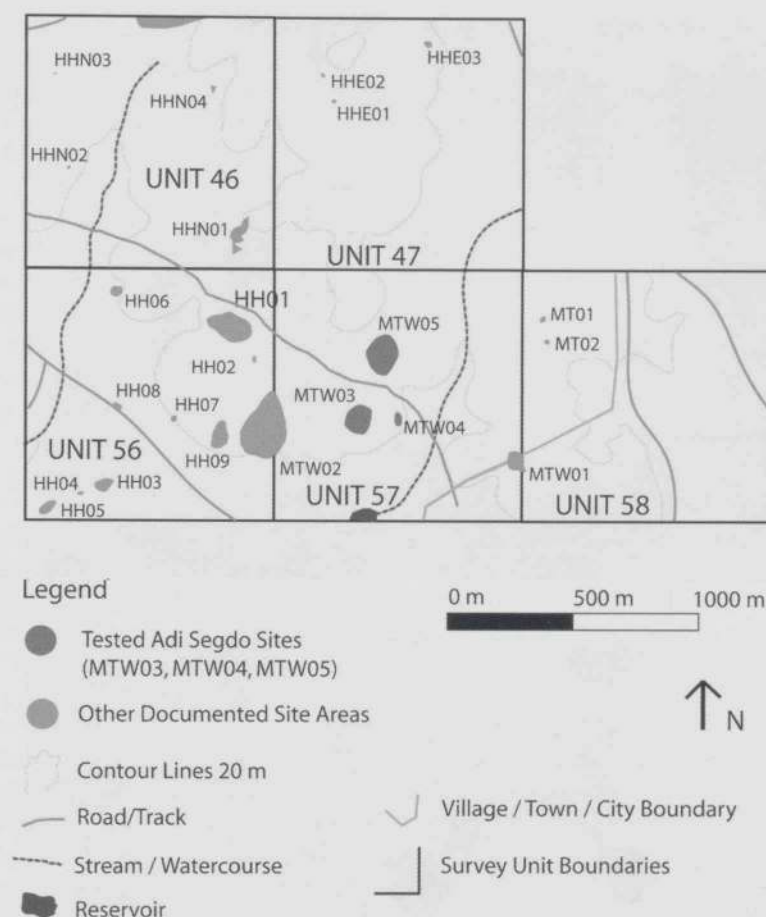 HHN03
HHN04
HHN02
UNIT 46
HHN01
HHE03
HHE02
HHE01
UNIT 47
HH06
HH01
HH02
HH08
HH07
UNIT 56
HH09
HH04
HH03
HH05
MTW05
MTW03
MTW04
MTW02
UNIT 57
MT01
MT02
MTW01
UNIT 58
Legend
Tested Adi Segdo Sites
(MTW03, MTW04, MTW05)
Other Documented Site Areas
Contour Lines 20 m
Road/Track
Stream / Watercourse
Reservoir
0 m 500 m 1000 m
N
Village / Town / City Boundary
Survey Unit Boundaries